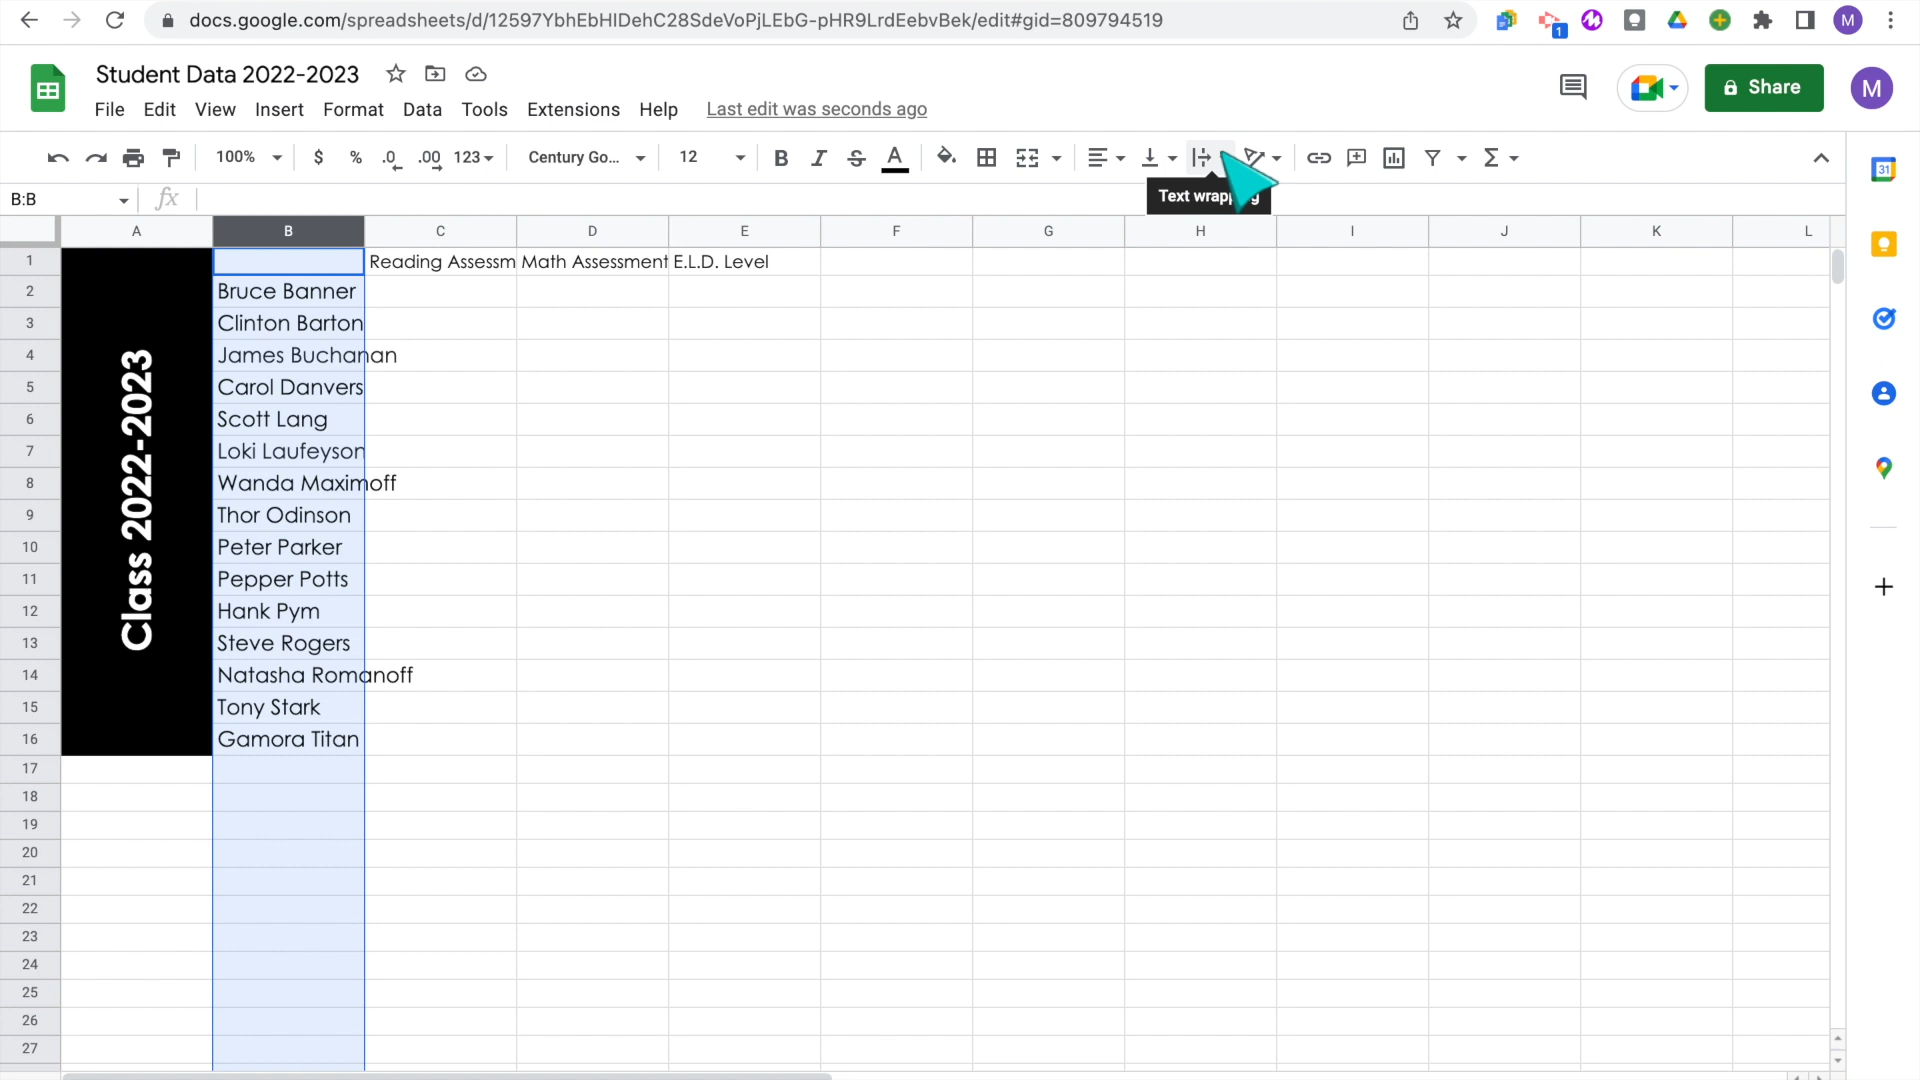 docs.google.com/spreadsheets/d/12597YbhEbHIDehC28SdeVoPjLEbG-pHR9LrdEebvBek/edit#gid=809794519
1
M
Student Data 2022-2023
File Edit View Insert Format Data Tools Extensions Help Last edit was seconds ago
Share
M
100% $ % .0 .00 123 Century Go... 12 B I S A Σ
31
B:B fx
Text wrapping
A B C D E F G H I J K L
1 Reading Assessm Math Assessment E.L.D. Level
2 Bruce Banner
3 Clinton Barton
4 James Buchanan
5 Carol Danvers
6 Scott Lang
7 Loki Laufeyson
8 Wanda Maximoff
9 Thor Odinson
10 Peter Parker
11 Pepper Potts
12 Hank Pym
13 Steve Rogers
14 Natasha Romanoff
15 Tony Stark
16 Gamora Titan
Class 2022-2023
17
18
19
20
21
22
23
24
25
26
27